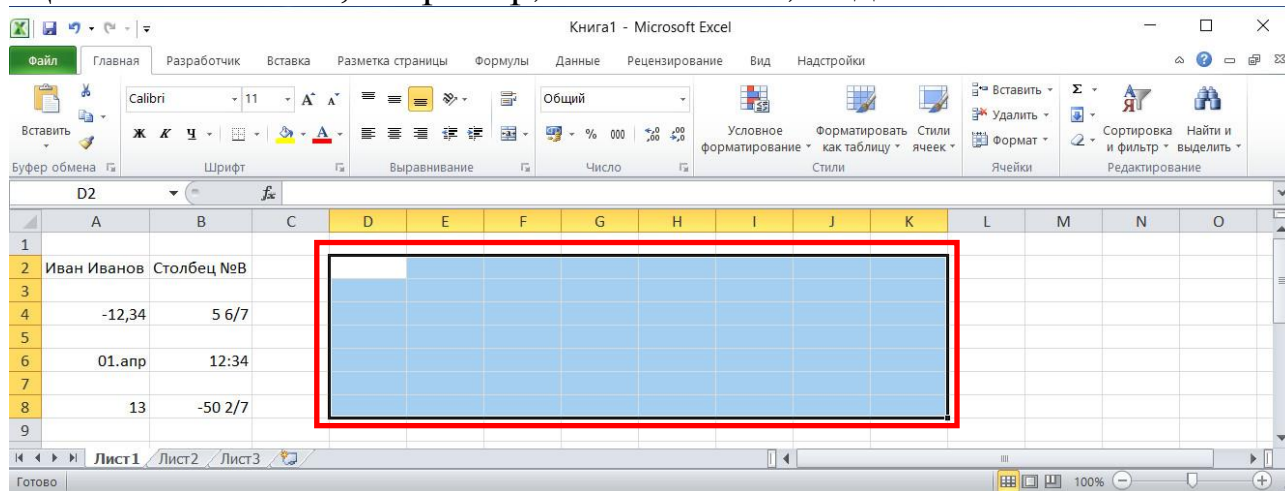 Книга1 - Microsoft Excel
Файл Главная Разработчик Вставка Разметка страницы Формулы Данные Рецензирование Вид Надстройки
Calibri 11 A A Общий Вставить Σ
Вставить Удалить
Ж К Ч A % 000 Условное форматирование Форматировать как таблицу Стили ячеек Формат Сортировка и фильтр Найти и выделить
Буфер обмена Шрифт Выравнивание Число Стили Ячейки Редактирование
D2 fx
A B C D E F G H I J K L M N O
1
2 Иван Иванов Столбец №В
3
4 -12,34 5 6/7
5
6 01.апр 12:34
7
8 13 -50 2/7
9
Лист1 Лист2 Лист3
Готово 100%